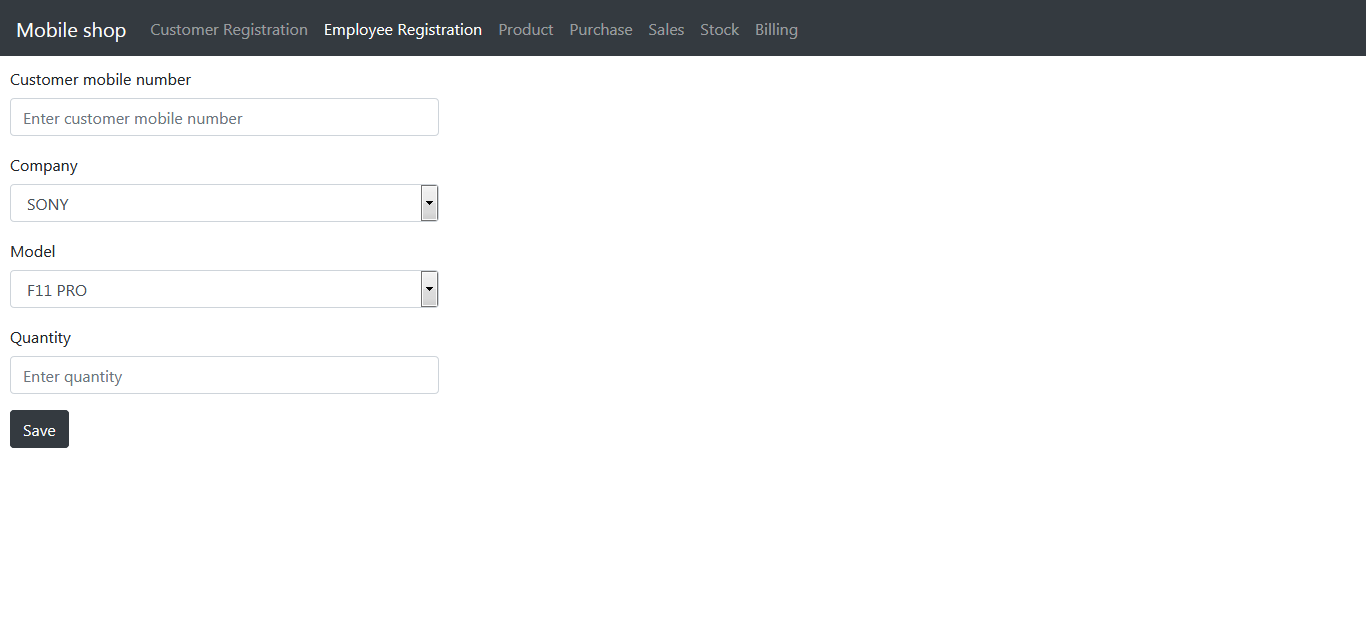 Mobile shop Customer Registration Employee Registration Product Purchase Sales Stock Billing
Customer mobile number
Enter customer mobile number
Company
SONY
Model
F11 PRO
Quantity
Enter quantity
Save